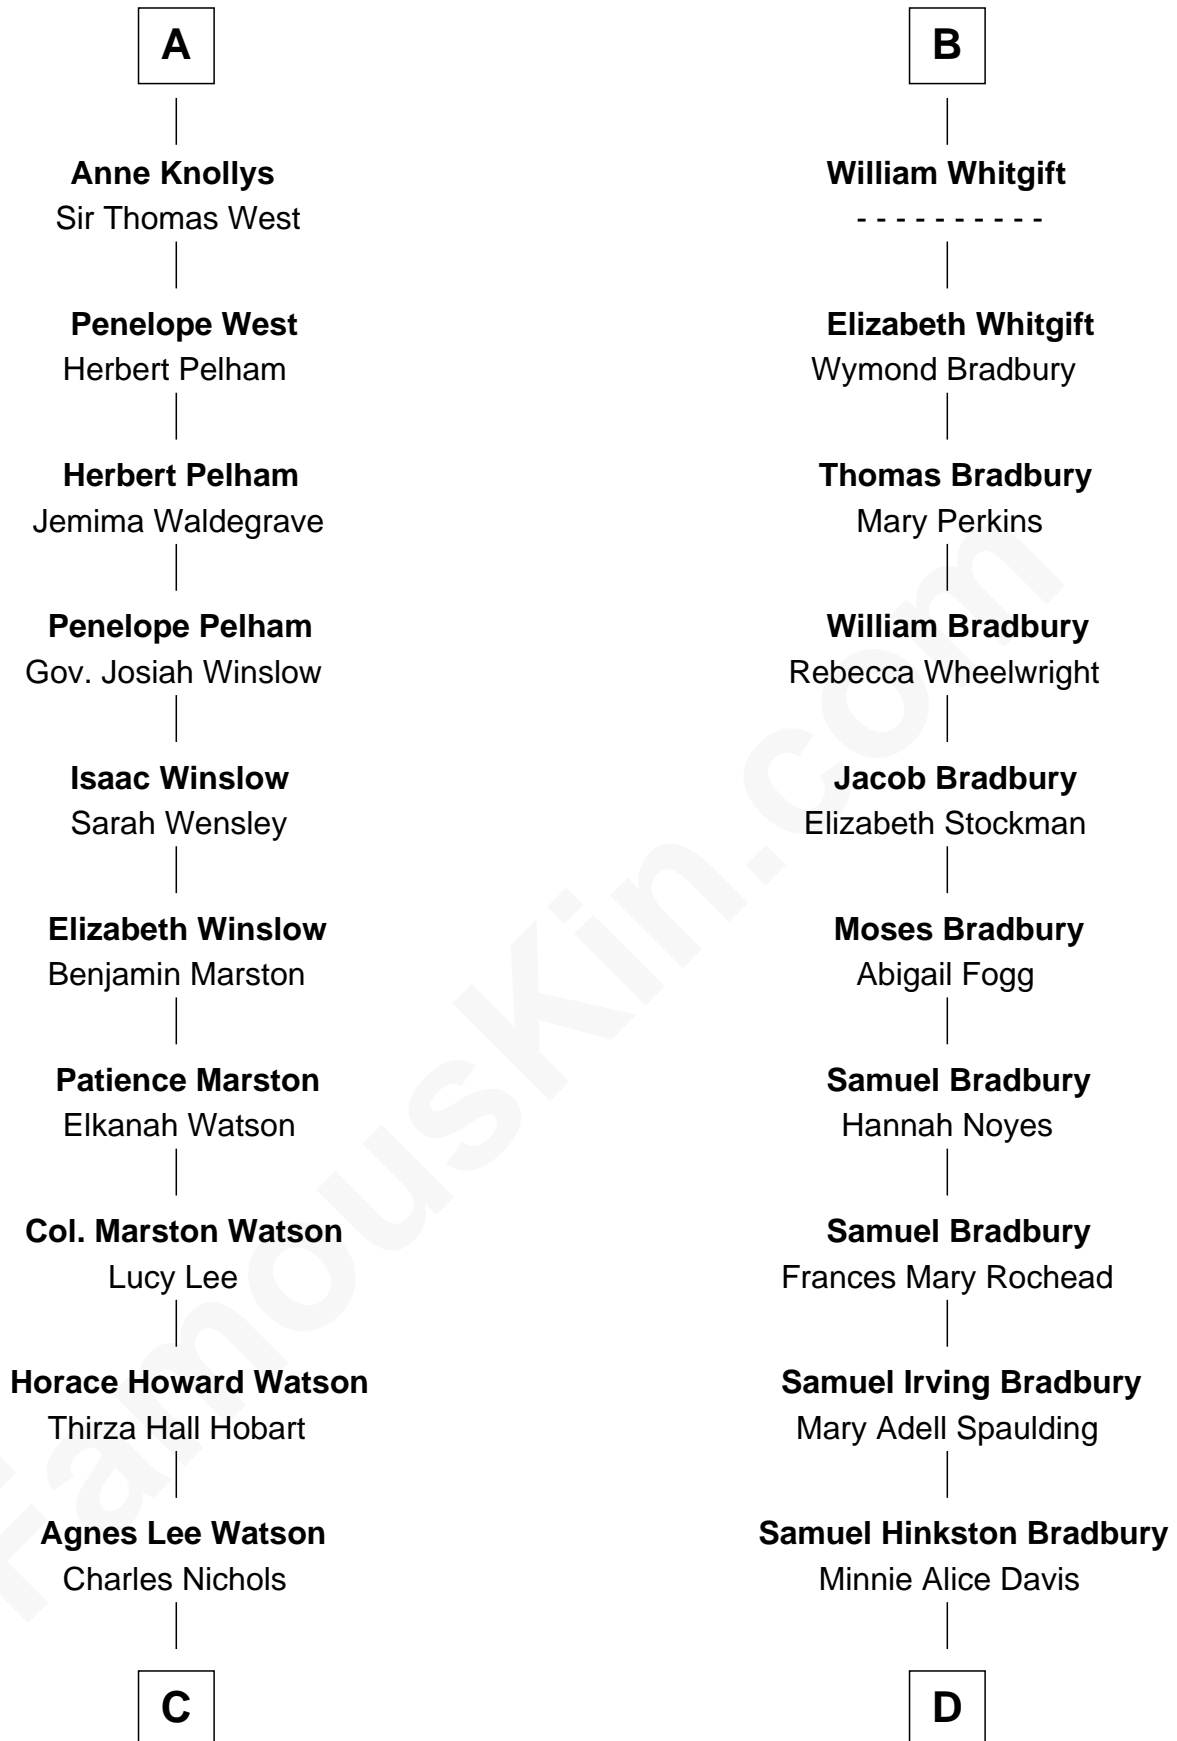 A
Anne Knollys
Sir Thomas West
Penelope West
Herbert Pelham
Herbert Pelham
Jemima Waldegrave
Penelope Pelham
Gov. Josiah Winslow
Isaac Winslow
Sarah Wensley
Elizabeth Winslow
Benjamin Marston
Patience Marston
Elkanah Watson
Col. Marston Watson
Lucy Lee
Horace Howard Watson
Thirza Hall Hobart
Agnes Lee Watson
Charles Nichols
C
B
William Whitgift
- - - - - - - - - -
Elizabeth Whitgift
Wymond Bradbury
Thomas Bradbury
Mary Perkins
William Bradbury
Rebecca Wheelwright
Jacob Bradbury
Elizabeth Stockman
Moses Bradbury
Abigail Fogg
Samuel Bradbury
Hannah Noyes
Samuel Bradbury
Frances Mary Rochead
Samuel Irving Bradbury
Mary Adell Spaulding
Samuel Hinkston Bradbury
Minnie Alice Davis
D
FamousKin.com